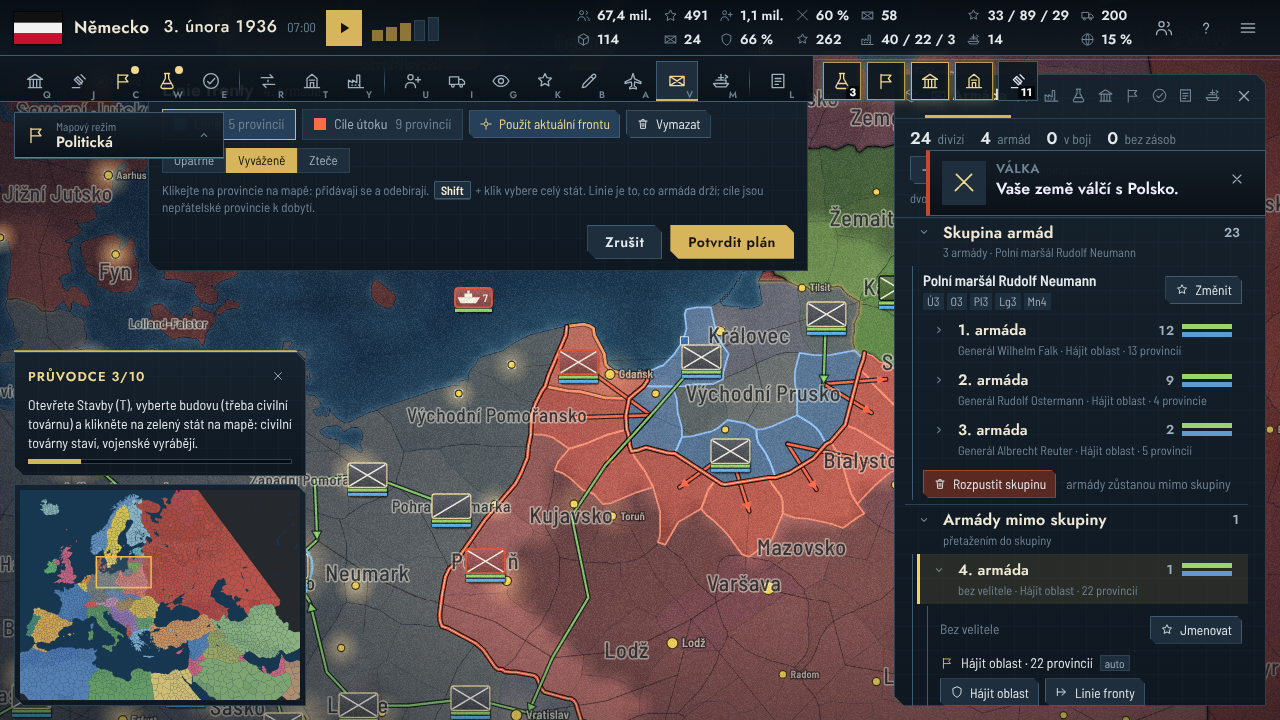 Německo
3. února 1936
07:00
67,4 mil.
491
1,1 mil.
60 %
58
33 / 89 / 29
200
114
24
66 %
262
40 / 22 / 3
14
15 %
?
Q
J
C
W
E
R
T
Y
U
I
G
K
B
A
V
M
L
3
11
Mapový režim
Politická
5 provincií
Cíle útoku 9 provincií
Použít aktuální frontu
Vymazat
Opatrně
Vyváženě
Zteče
Klikejte na provincie na mapě: přidávají se a odebírají. Shift + klik vybere celý stát. Linie je to, co armáda drží; cíle jsou
nepřátelské provincie k dobytí.
Zrušit
Potvrdit plán
24 divizí
4 armád
0 v boji
0 bez zásob
VÁLKA
Vaše země válčí s Polskem.
Skupina armád
23
3 armády · Polní maršál Rudolf Neumann
Polní maršál Rudolf Neumann
Změnit
Ú3
O3
Pl3
Lg3
Mn4
1. armáda
12
Generál Wilhelm Falk · Hájit oblast · 13 provincií
2. armáda
9
Generál Rudolf Ostermann · Hájit oblast · 4 provincie
3. armáda
2
Generál Albrecht Reuter · Hájit oblast · 5 provincií
Rozpustit skupinu
armády zůstanou mimo skupiny
Armády mimo skupiny
1
přetažením do skupiny
4. armáda
1
bez velitele · Hájit oblast · 22 provincií
Bez velitele
Jmenovat
Hájit oblast · 22 provincií
auto
Hájit oblast
Linie fronty
PRŮVODCE 3/10
Otevřete Stavby (T), vyberte budovu (třeba civilní
továrnu) a klikněte na zelený stát na mapě: civilní
továrny staví, vojenské vyrábějí.
Jižní Jutsko
Aarhus
Fyn
Lolland-Falster
7
Tilsit
Královec
Gdaňsk
Východní Prusko
Východní Pomořansko
Kujavsko
Toruň
Neumark
Mazovsko
Varšava
Lodž
Lodž
Radom
Vratislav